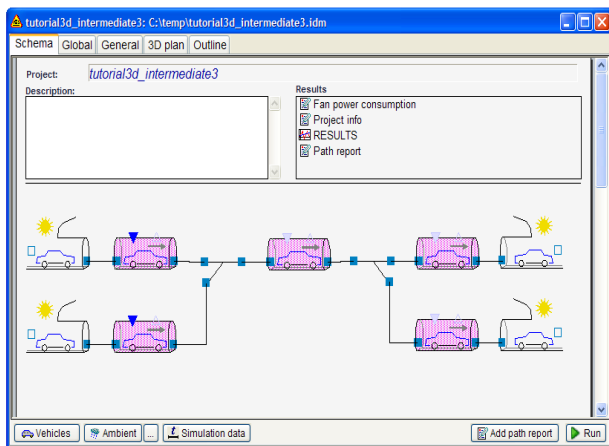 tutorial3d_intermediate3: C:\temp\tutorial3d_intermediate3.idm
Schema Global General 3D plan Outline
Project: tutorial3d_intermediate3
Description:
Results
Fan power consumption
Project info
RESULTS
Path report
Vehicles Ambient ... Simulation data Add path report Run